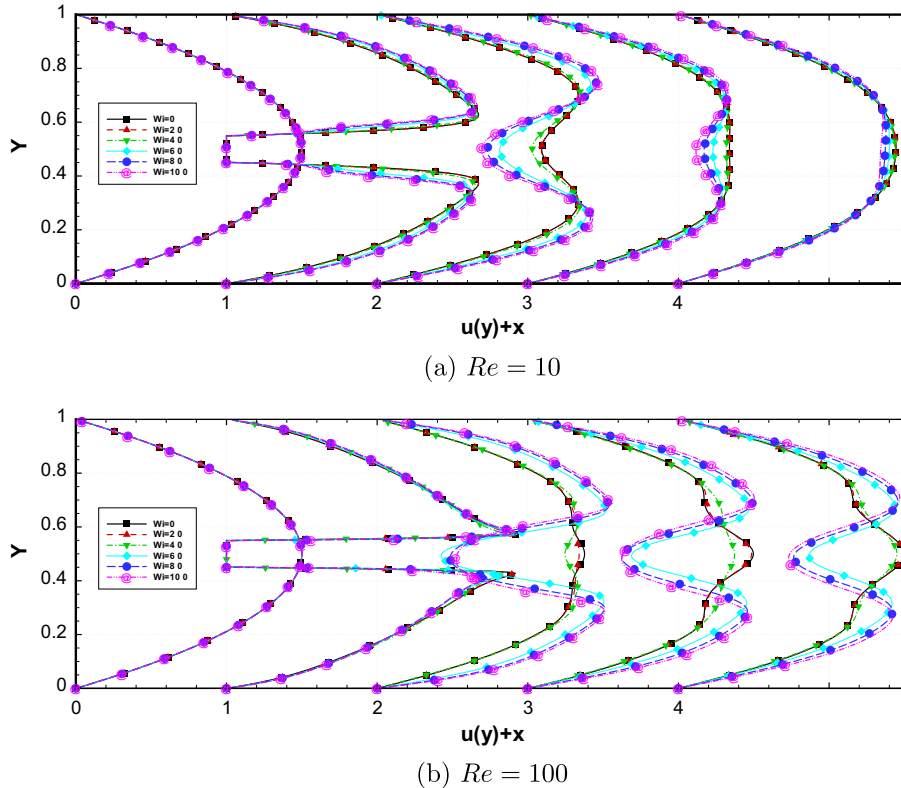 1
0.8
0.6
0.4
0.2
0
Y
Wi=0
Wi=2 0
Wi=4 0
Wi=6 0
Wi=8 0
Wi=10 0
0 1 2 3 4
u(y)+x
(a) Re = 10
1
0.8
0.6
0.4
0.2
0
Y
Wi=0
Wi=2 0
Wi=4 0
Wi=6 0
Wi=8 0
Wi=10 0
0 1 2 3 4
u(y)+x
(b) Re = 100